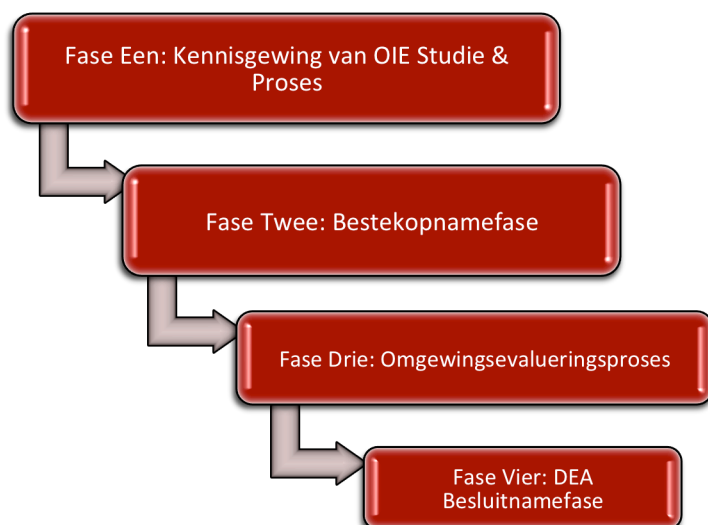 Fase Een: Kennisgewing van OIE Studie &
Proses
Fase Twee: Bestekopnamefase
Fase Drie: Omgewingsevalueringsproses
Fase Vier: DEA
Besluitnamefase